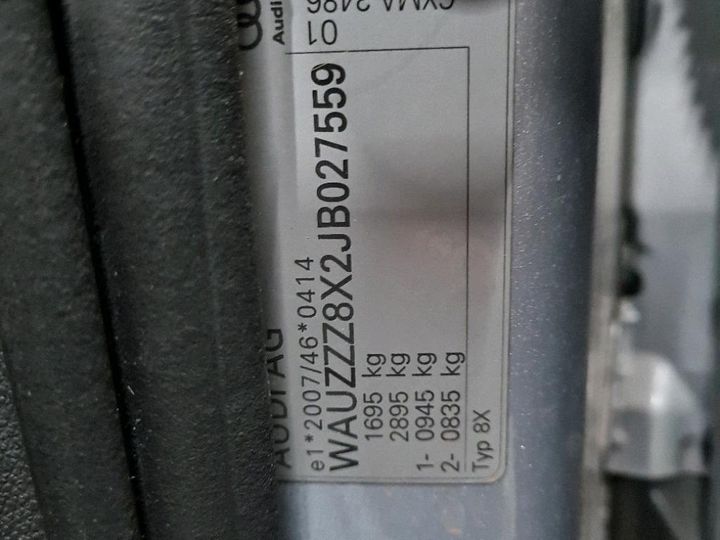 Audi
AUDI AG
01
e1*2007/46*0414
WAUZZZ8X2JB027559
1695 kg
2895 kg
1- 0945 kg
2- 0835 kg
Typ 8X